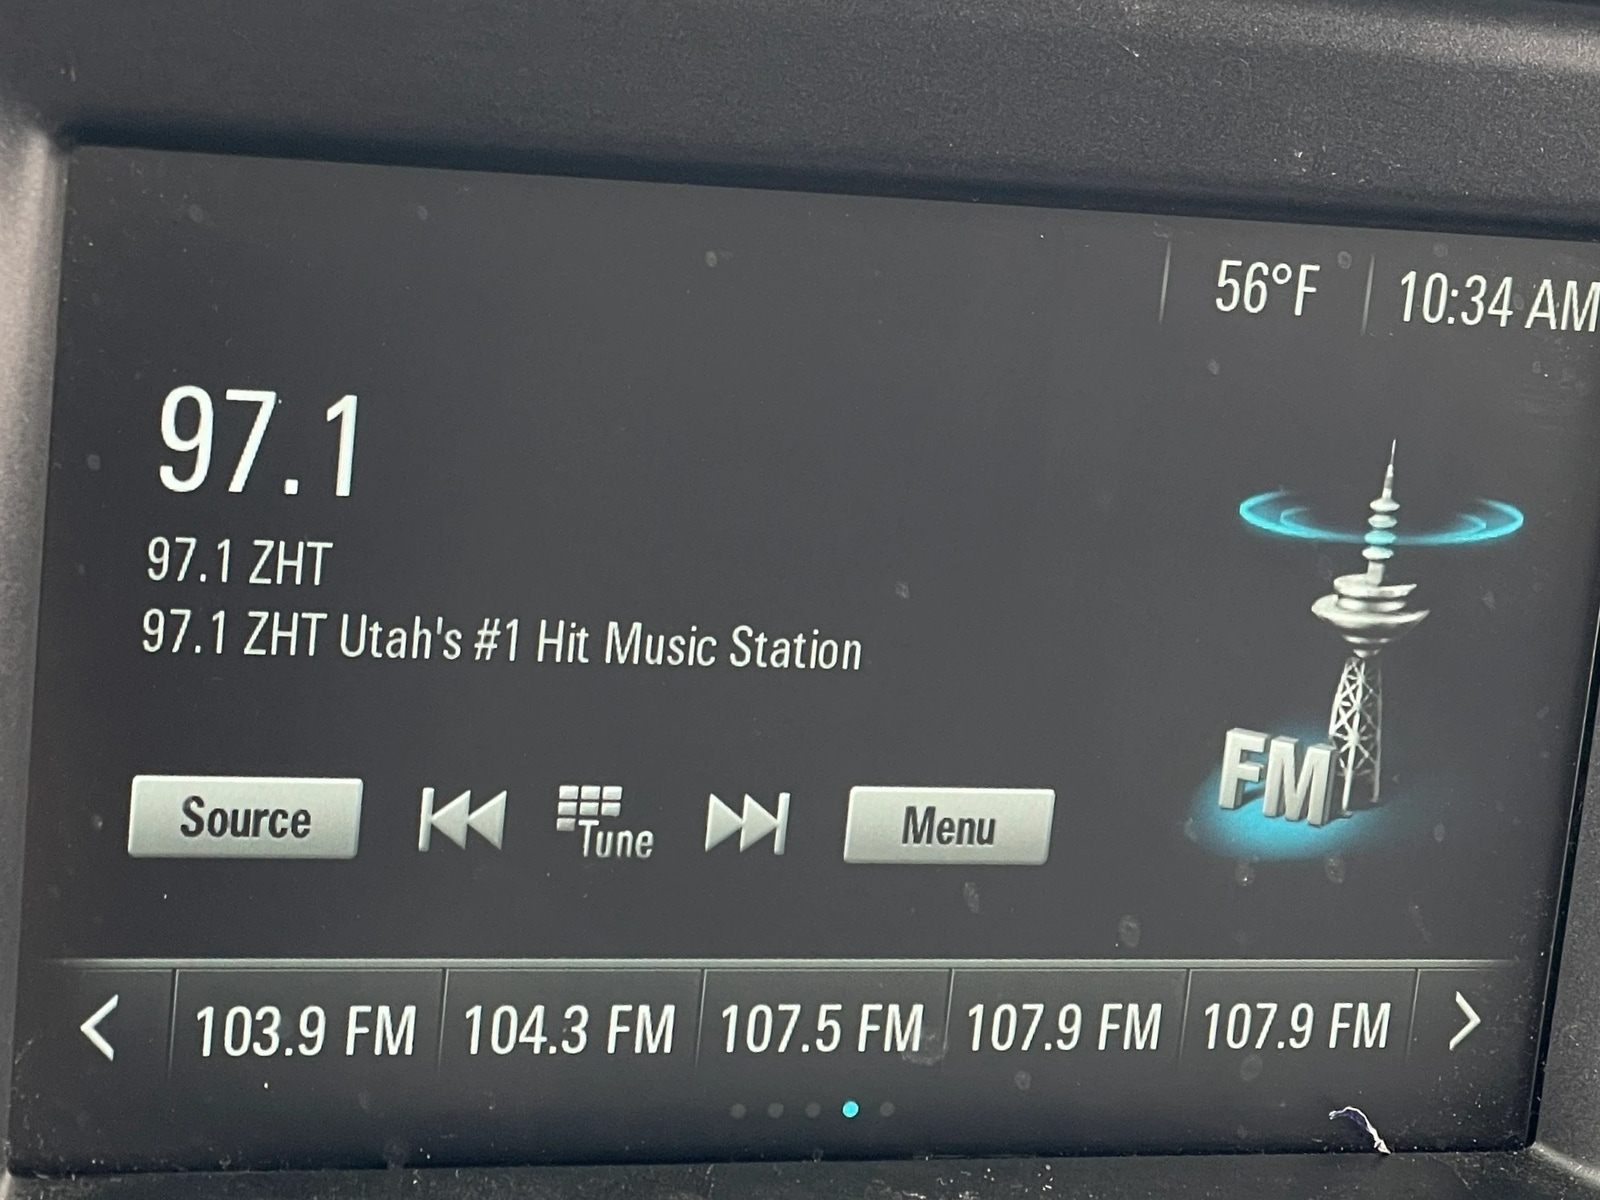 56°F 10:34 AM
97.1
97.1 ZHT
97.1 ZHT Utah's #1 Hit Music Station
FM
Source Tune Menu
103.9 FM 104.3 FM 107.5 FM 107.9 FM 107.9 FM